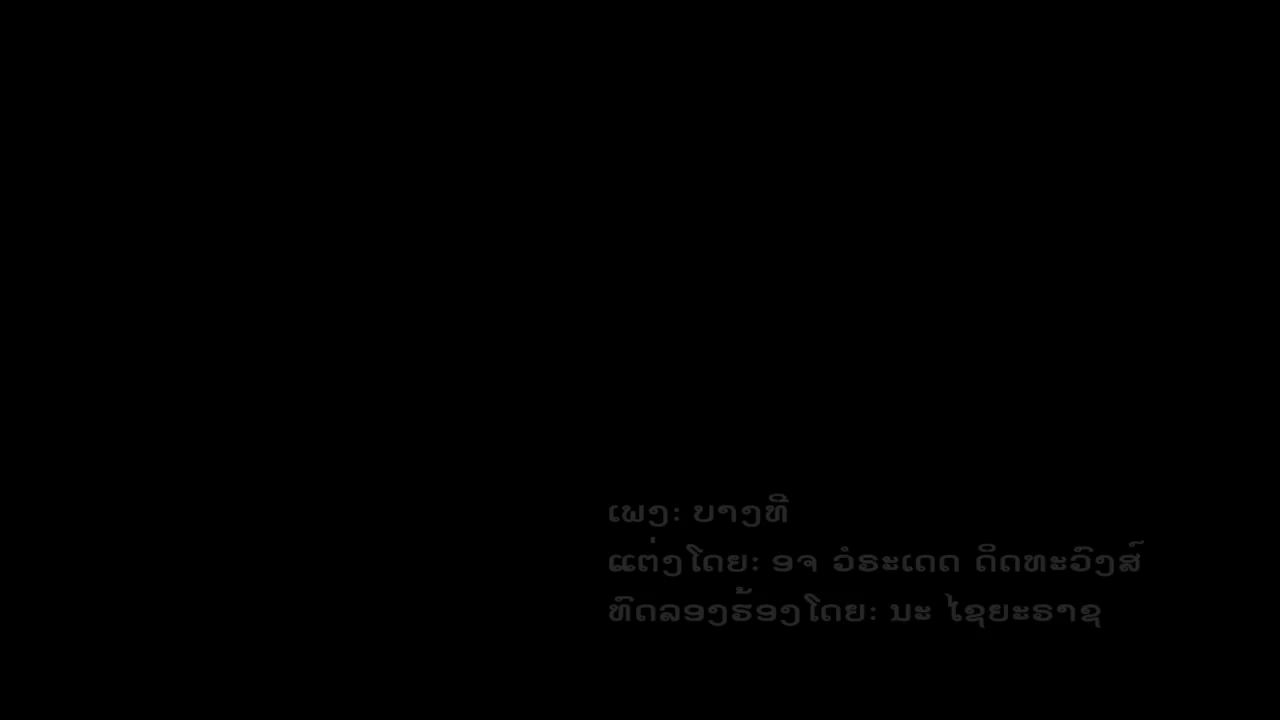 ເພງ: ບາງທີ
ແຕ່ງໂດຍ: ອຈ ວໍຣະເດດ ດິດທະວົງສ໌
ທົດລອງຮ້ອງໂດຍ: ນະ ໄຊຍະຣາຊ